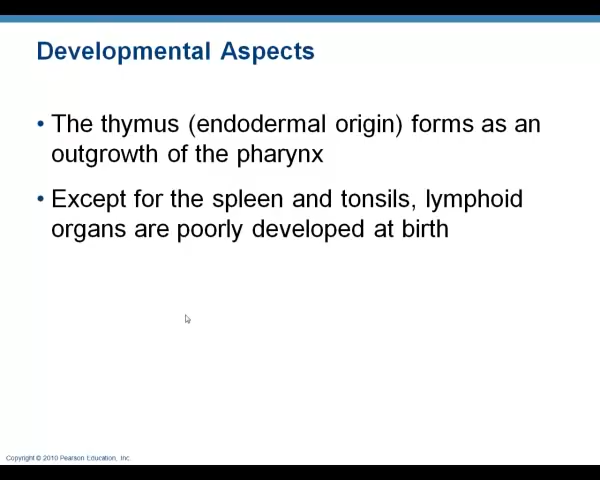 Developmental Aspects
• The thymus (endodermal origin) forms as an
outgrowth of the pharynx
• Except for the spleen and tonsils, lymphoid
organs are poorly developed at birth
Copyright © 2010 Pearson Education, Inc.